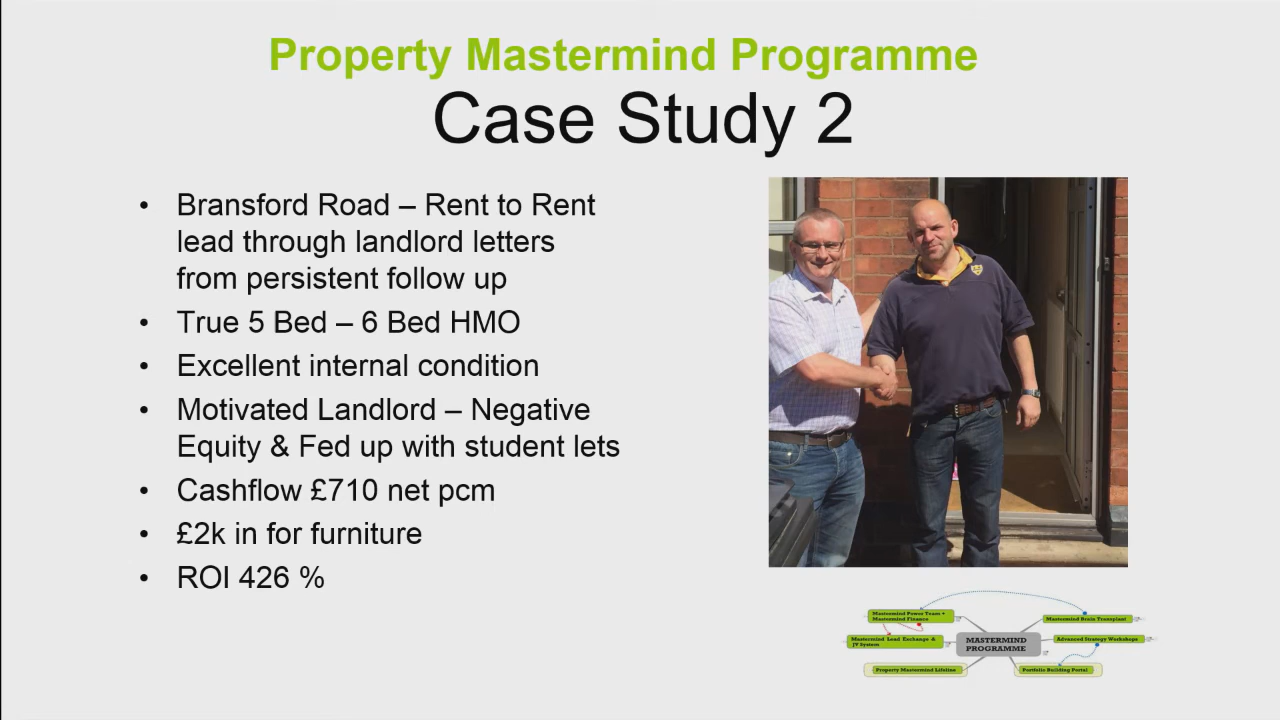 Property Mastermind Programme
Case Study 2
• Bransford Road – Rent to Rent
lead through landlord letters
from persistent follow up
• True 5 Bed – 6 Bed HMO
• Excellent internal condition
• Motivated Landlord – Negative
Equity & Fed up with student lets
• Cashflow £710 net pcm
• £2k in for furniture
• ROI 426 %
Mastermind Power Team +
Mastermind Finance
Mastermind Brain Transplant
Mastermind Lead Exchange &
JV System
MASTERMIND
PROGRAMME
Advanced Strategy Workshops
Property Mastermind Lifeline
Portfolio Building Portal